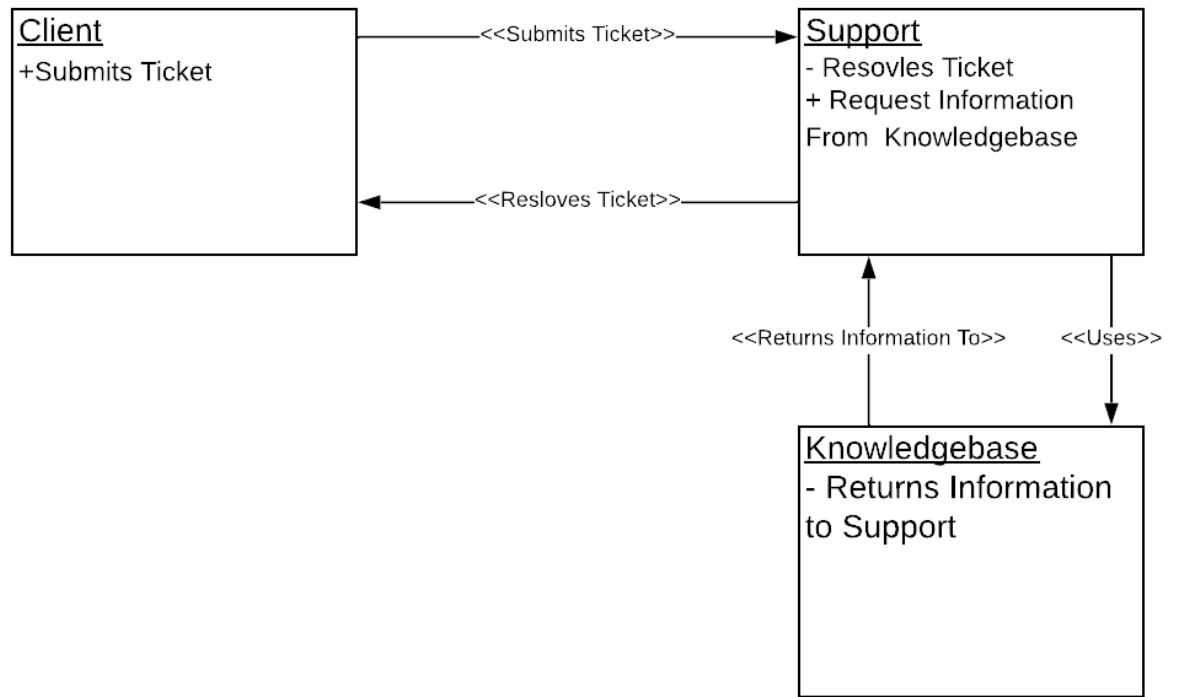 Client
+Submits Ticket
<<Submits Ticket>>
Support
- Resovles Ticket
+ Request Information
From Knowledgebase
<<Resloves Ticket>>
<<Returns Information To>>
<<Uses>>
Knowledgebase
- Returns Information
to Support